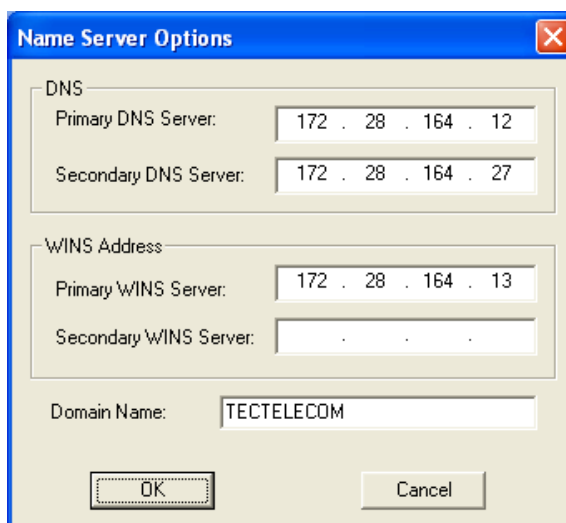 Name Server Options
DNS
Primary DNS Server: 172 . 28 . 164 . 12
Secondary DNS Server: 172 . 28 . 164 . 27
WINS Address
Primary WINS Server: 172 . 28 . 164 . 13
Secondary WINS Server: . . .
Domain Name: TECTELECOM
OK Cancel